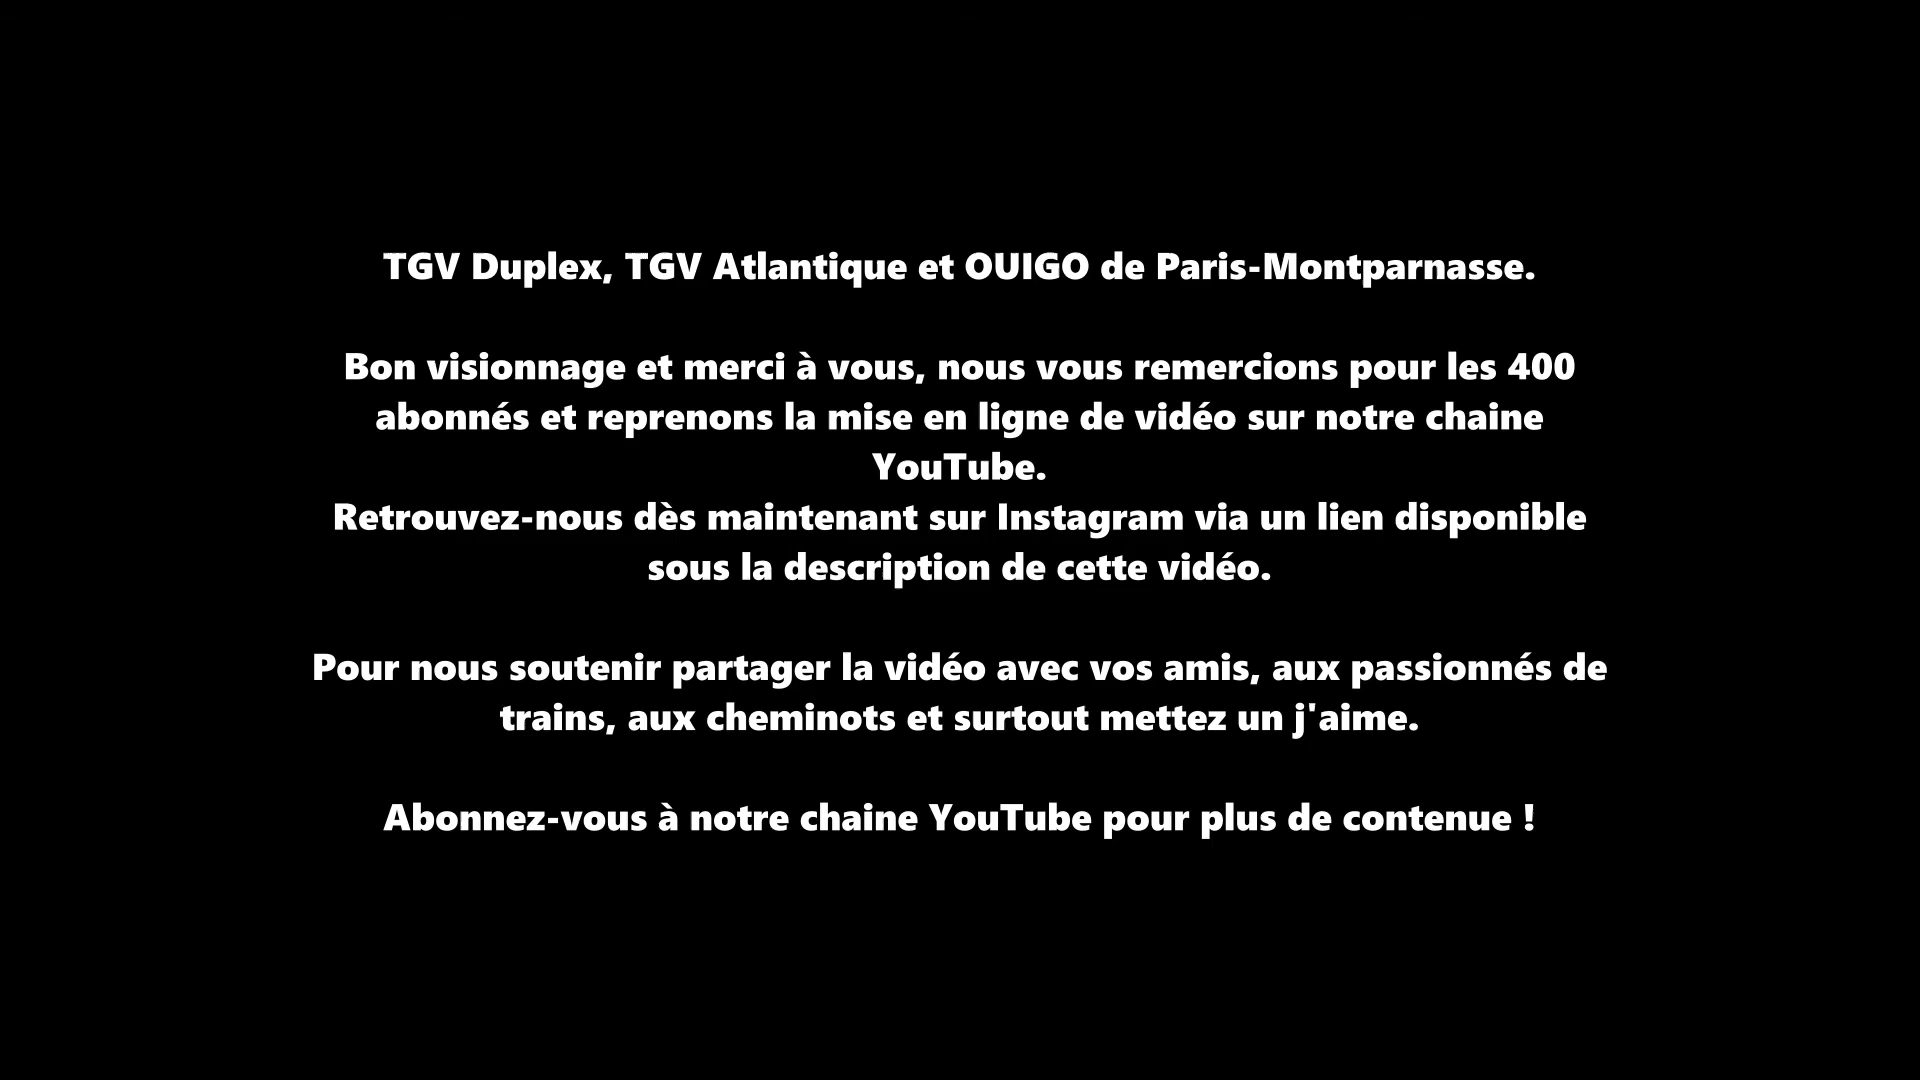 TGV Duplex, TGV Atlantique et OUIGO de Paris-Montparnasse.
Bon visionnage et merci à vous, nous vous remercions pour les 400
abonnés et reprenons la mise en ligne de vidéo sur notre chaine
YouTube.
Retrouvez-nous dès maintenant sur Instagram via un lien disponible
sous la description de cette vidéo.
Pour nous soutenir partager la vidéo avec vos amis, aux passionnés de
trains, aux cheminots et surtout mettez un j'aime.
Abonnez-vous à notre chaine YouTube pour plus de contenue !